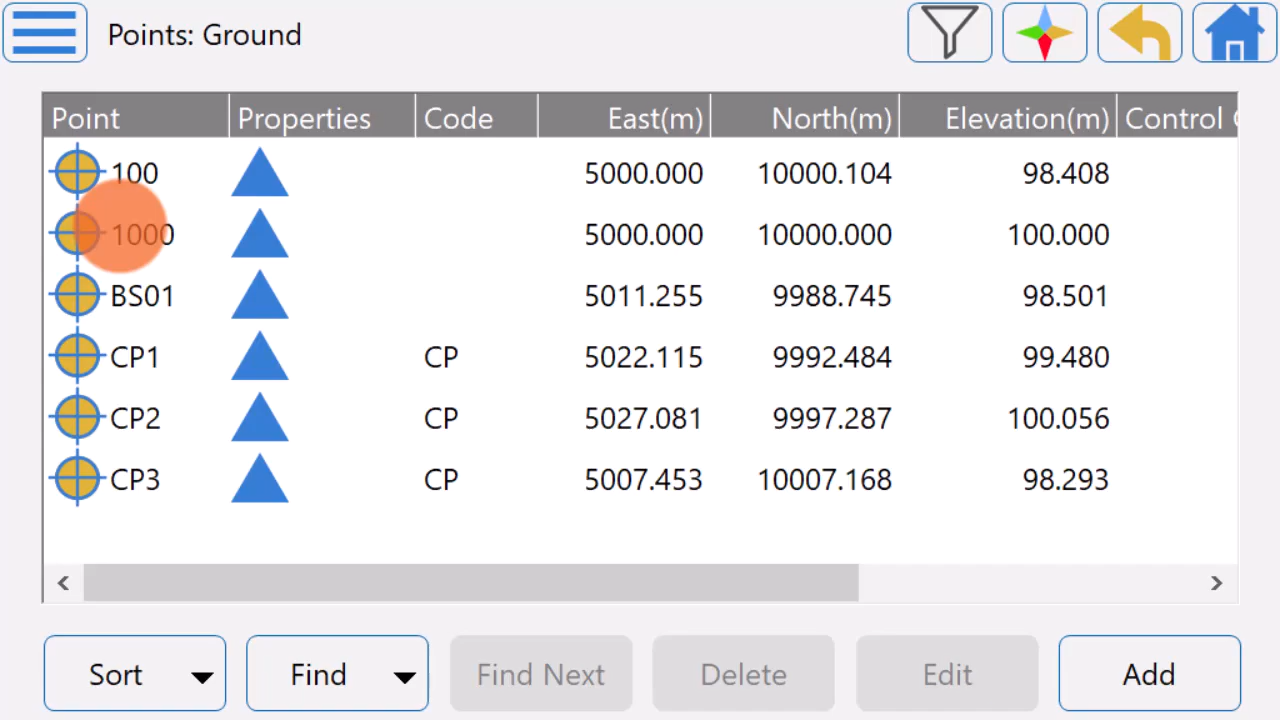 Points: Ground
Point Properties Code East(m) North(m) Elevation(m) Control
100 5000.000 10000.104 98.408
1000 5000.000 10000.000 100.000
BS01 5011.255 9988.745 98.501
CP1 CP 5022.115 9992.484 99.480
CP2 CP 5027.081 9997.287 100.056
CP3 CP 5007.453 10007.168 98.293
Sort Find Find Next Delete Edit Add